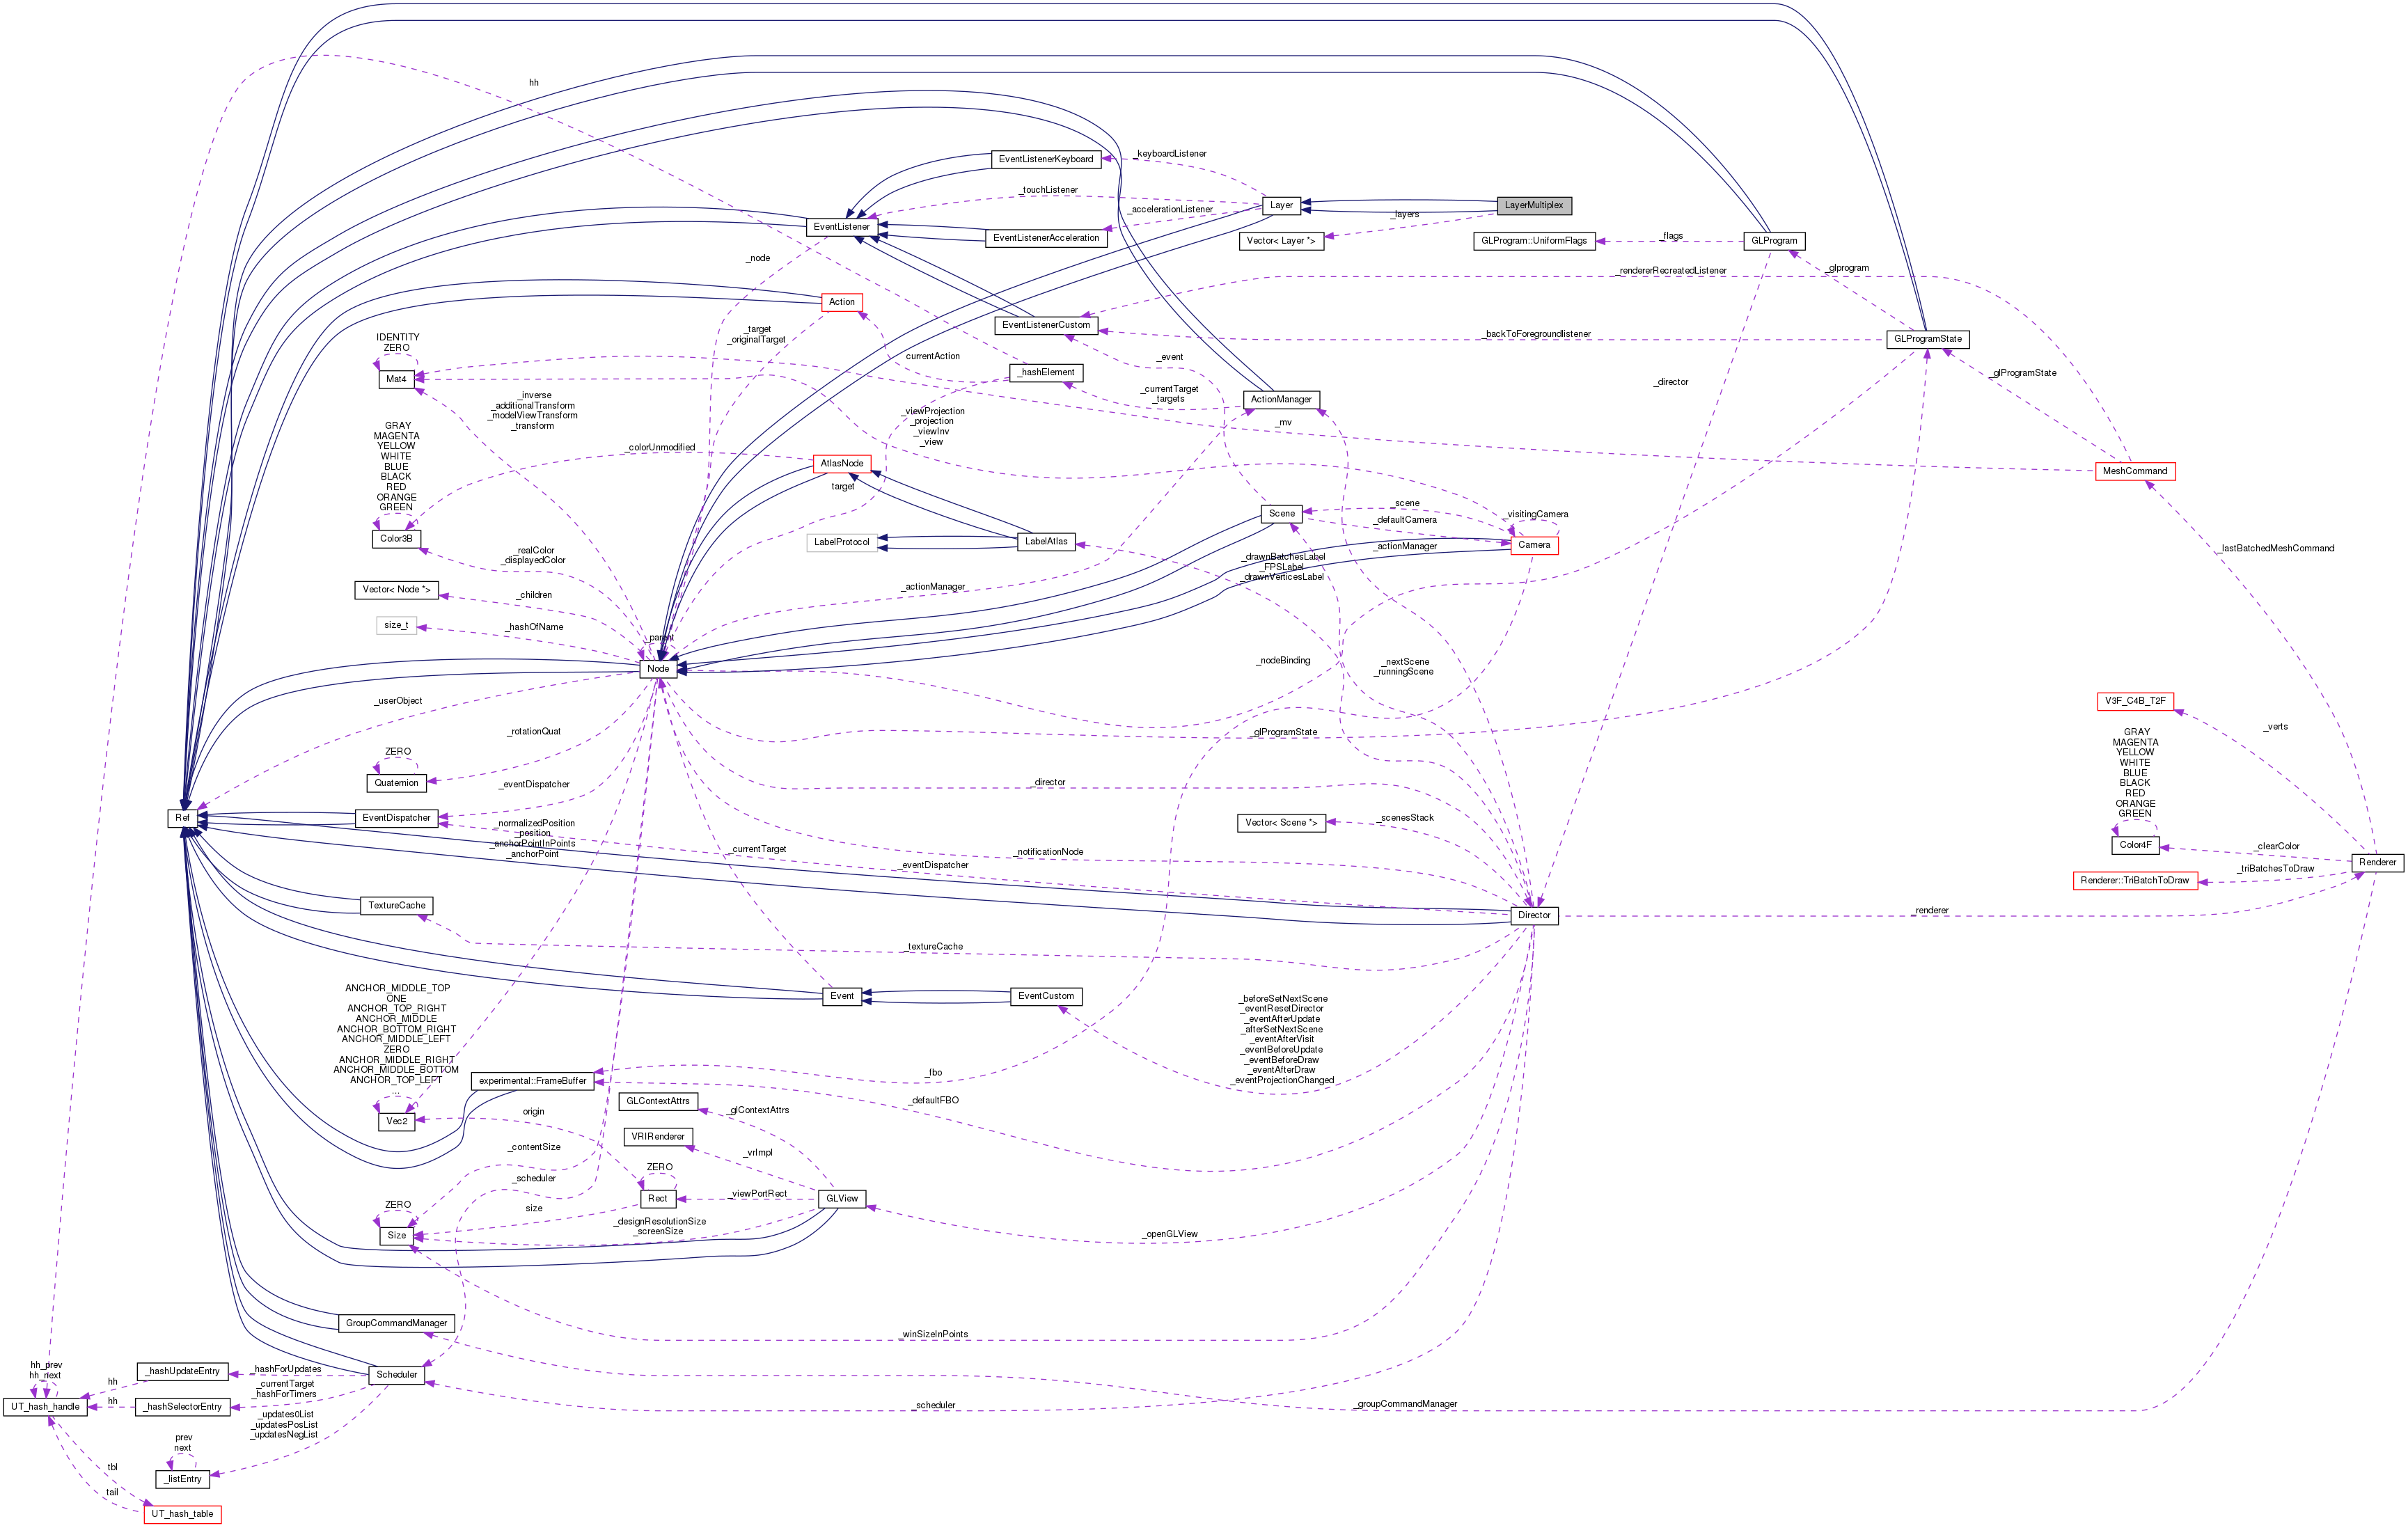 hh
EventListenerKeyboard
_keyboardListener
_touchListener
Layer
LayerMultiplex
_accelerationListener
_layers
EventListener
EventListenerAcceleration
Vector< Layer *>
GLProgram::UniformFlags
_flags
GLProgram
_node
_rendererRecreatedListener
_glprogram
Action
EventListenerCustom
_backToForegroundlistener
GLProgramState
_target
_originalTarget
IDENTITY
ZERO
Mat4
currentAction
_event
_hashElement
_glProgramState
_director
_currentTarget
_targets
ActionManager
_inverse
_additionalTransform
_modelViewTransform
_transform
_viewProjection
_projection
_viewInv
_view
_mv
GRAY
MAGENTA
YELLOW
WHITE
BLUE
BLACK
RED
ORANGE
GREEN
Color3B
_colorUnmodified
AtlasNode
target
MeshCommand
_scene
Scene
_defaultCamera
_visitingCamera
Camera
LabelProtocol
LabelAtlas
_realColor
_displayedColor
_drawnBatchesLabel
_FPSLabel
_drawnVerticesLabel
_actionManager
_lastBatchedMeshCommand
Vector< Node *>
_children
_actionManager
size_t
_hashOfName
_parent
Node
_nodeBinding
_nextScene
_runningScene
_userObject
V3F_C4B_T2F
_verts
_rotationQuat
_glProgramState
ZERO
Quaternion
GRAY
MAGENTA
YELLOW
WHITE
BLUE
BLACK
RED
ORANGE
GREEN
Color4F
_eventDispatcher
_director
Ref
EventDispatcher
Vector< Scene *>
_scenesStack
_normalizedPosition
_position
_anchorPointInPoints
_anchorPoint
_currentTarget
_notificationNode
_eventDispatcher
_clearColor
Renderer
_triBatchesToDraw
Renderer::TriBatchToDraw
TextureCache
Director
_renderer
_textureCache
ANCHOR_MIDDLE_TOP
ONE
ANCHOR_TOP_RIGHT
ANCHOR_MIDDLE
ANCHOR_BOTTOM_RIGHT
ANCHOR_MIDDLE_LEFT
ZERO
ANCHOR_MIDDLE_RIGHT
ANCHOR_MIDDLE_BOTTOM
ANCHOR_TOP_LEFT
...
Vec2
Event
EventCustom
_beforeSetNextScene
_eventResetDirector
_eventAfterUpdate
_afterSetNextScene
_eventAfterVisit
_eventBeforeUpdate
_eventBeforeDraw
_eventAfterDraw
_eventProjectionChanged
experimental::FrameBuffer
_fbo
GLContextAttrs
_glContextAttrs
_defaultFBO
origin
VRIRenderer
_vrImpl
_contentSize
_scheduler
ZERO
Rect
_viewPortRect
GLView
size
ZERO
Size
_designResolutionSize
_screenSize
_openGLView
GroupCommandManager
_winSizeInPoints
hh_prev
hh_next
UT_hash_handle
_hashUpdateEntry
hh
_hashForUpdates
Scheduler
_currentTarget
_hashForTimers
hh
_hashSelectorEntry
_scheduler
_groupCommandManager
_updates0List
_updatesPosList
_updatesNegList
prev
next
_listEntry
tbl
tail
UT_hash_table